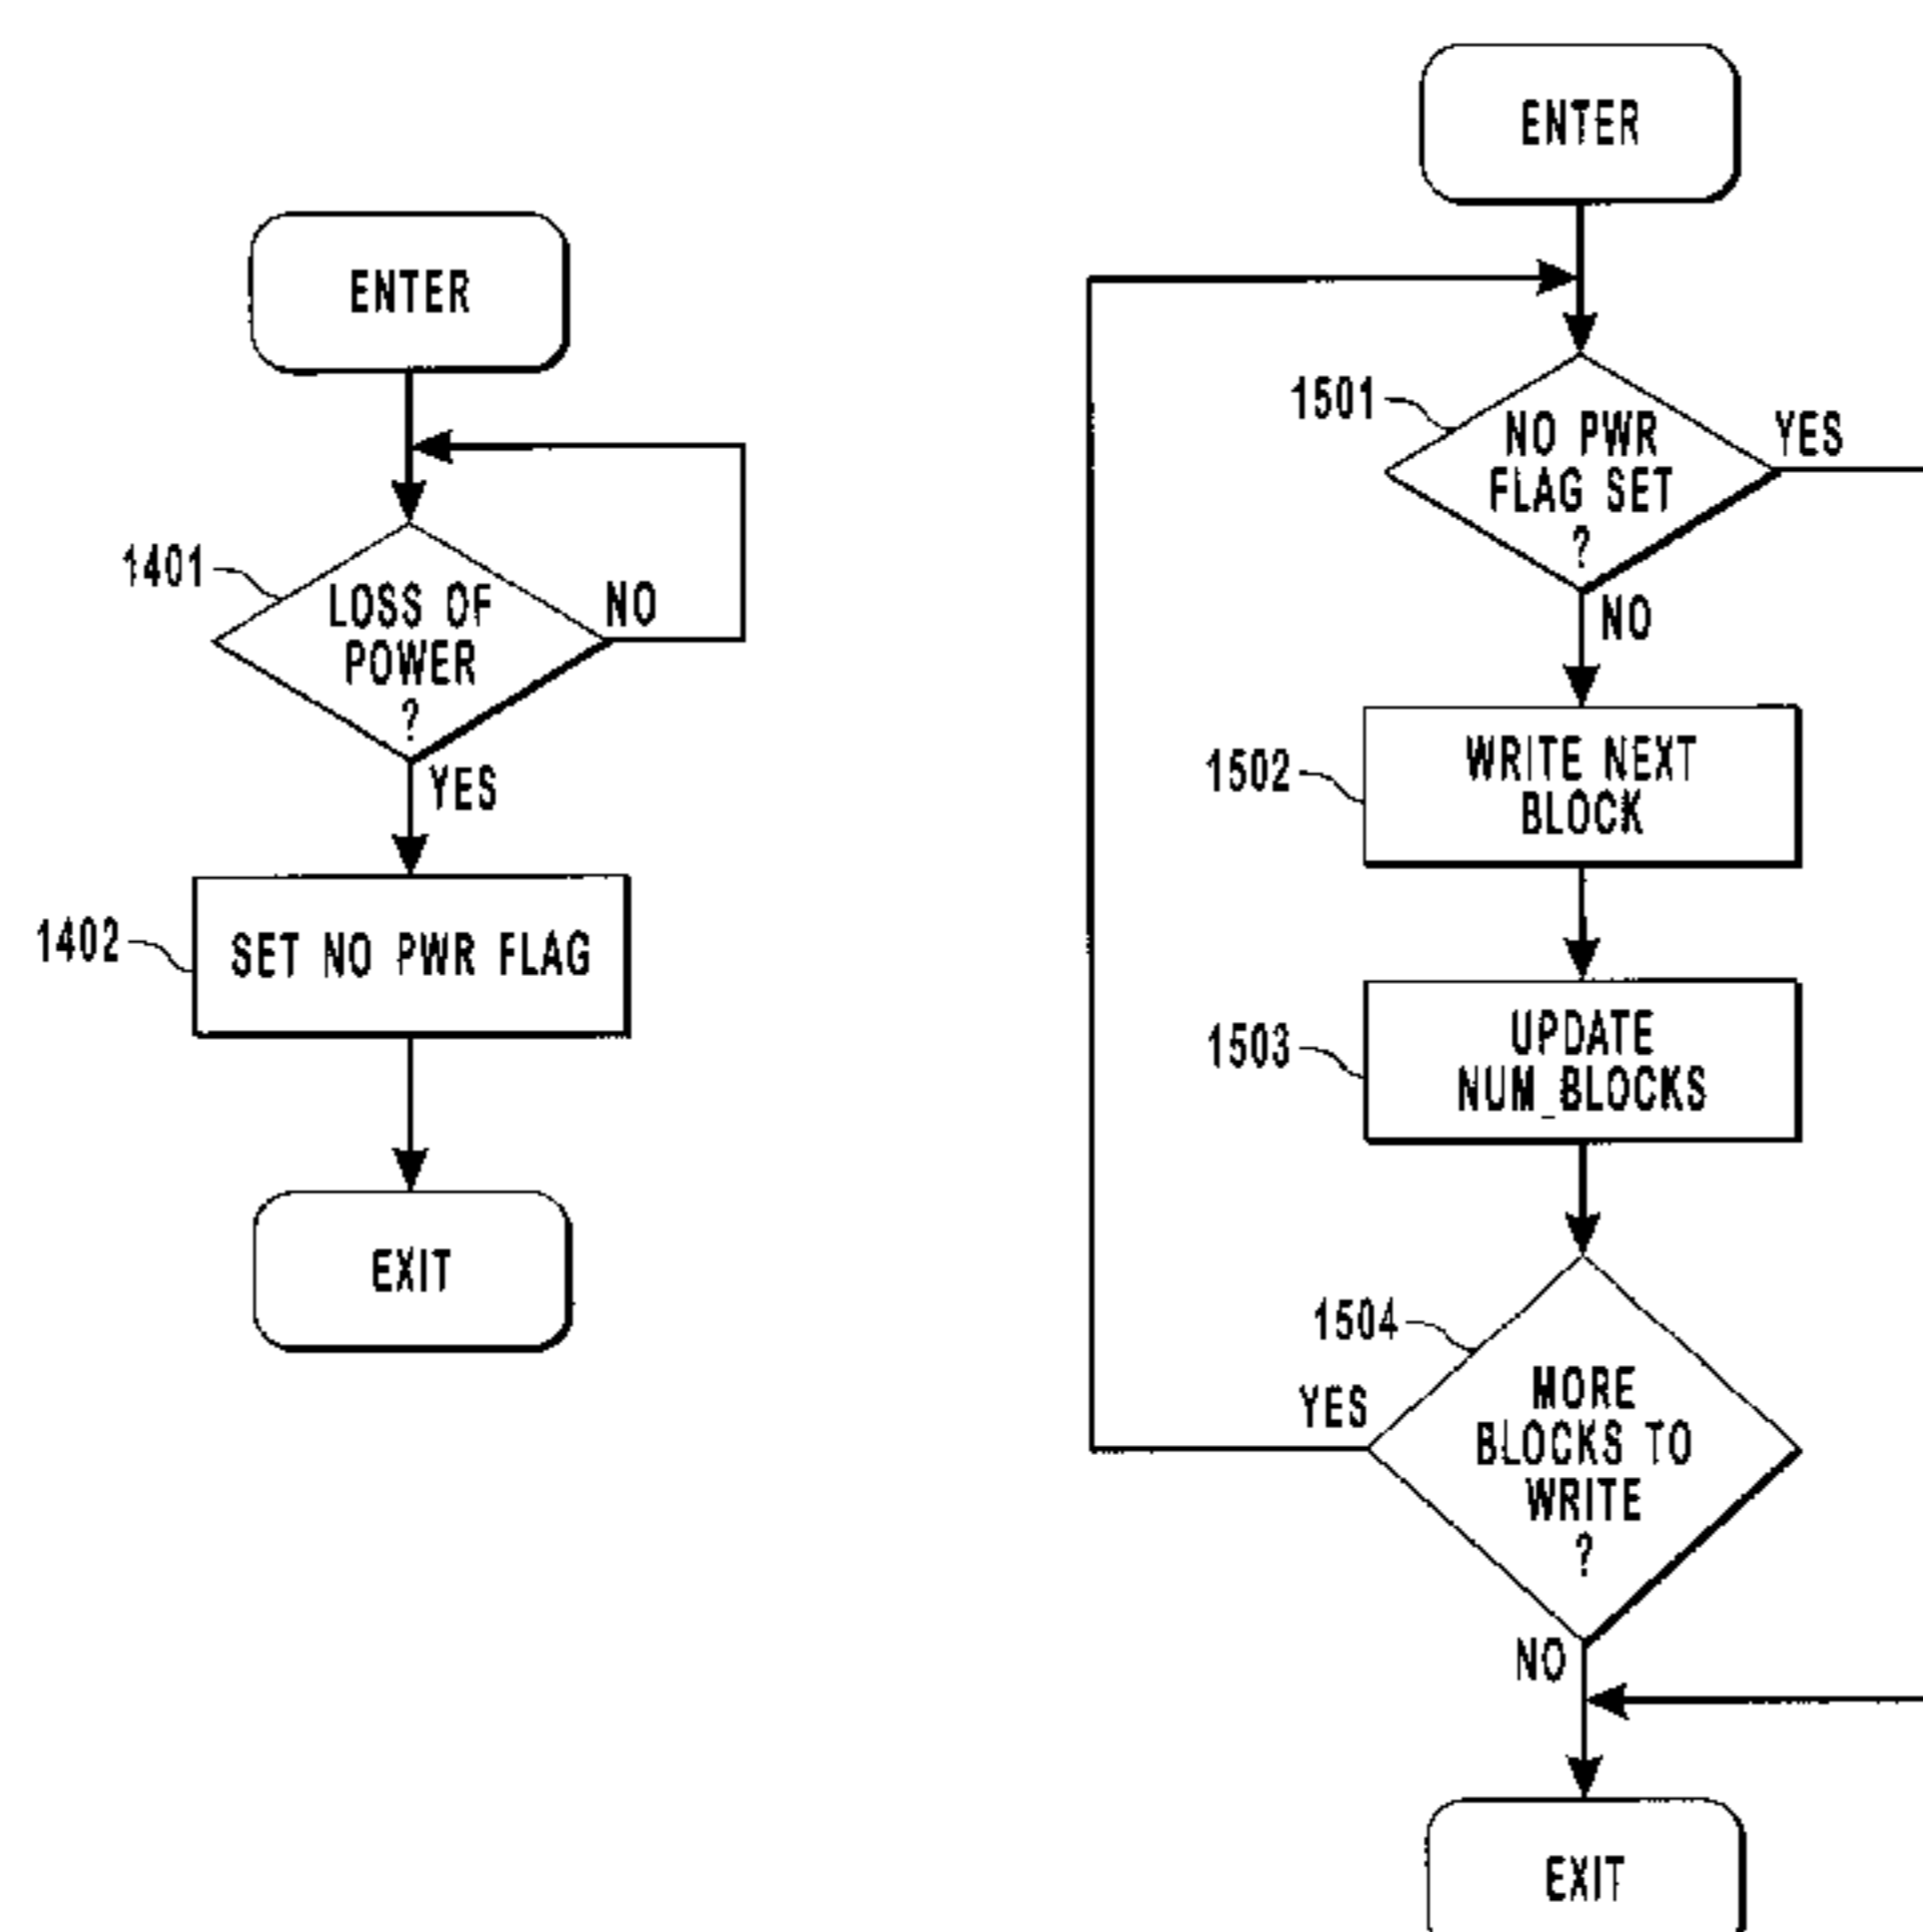 ENTER
1401
LOSS OF
POWER
?
NO
YES
1402
SET NO PWR FLAG
EXIT
ENTER
1501
NO PWR
FLAG SET
?
YES
NO
1502
WRITE NEXT
BLOCK
1503
UPDATE
NUM_BLOCKS
1504
MORE
BLOCKS TO
WRITE
?
YES
NO
EXIT